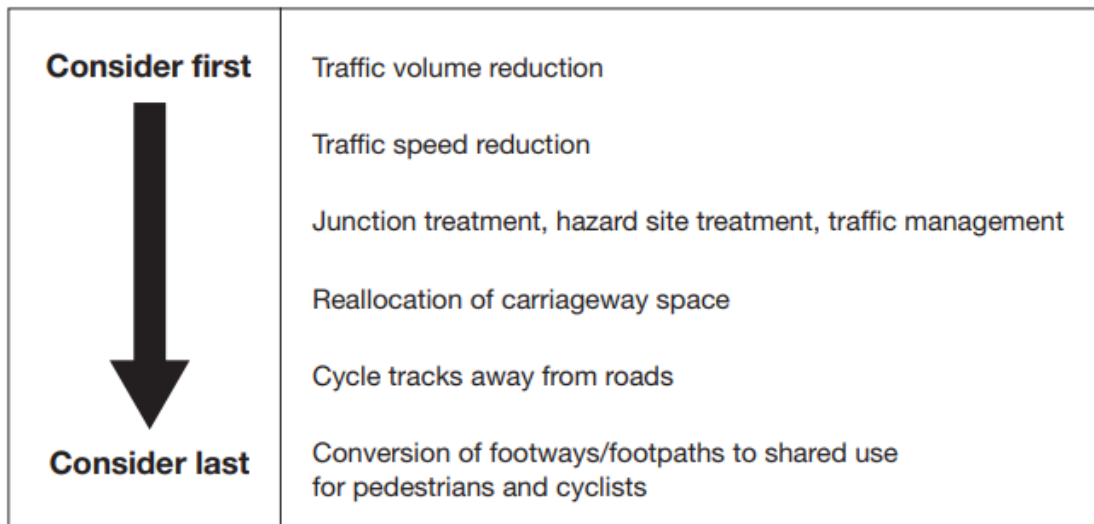 Consider first
Traffic volume reduction
Traffic speed reduction
Junction treatment, hazard site treatment, traffic management
Reallocation of carriageway space
Cycle tracks away from roads
Consider last
Conversion of footways/footpaths to shared use
for pedestrians and cyclists